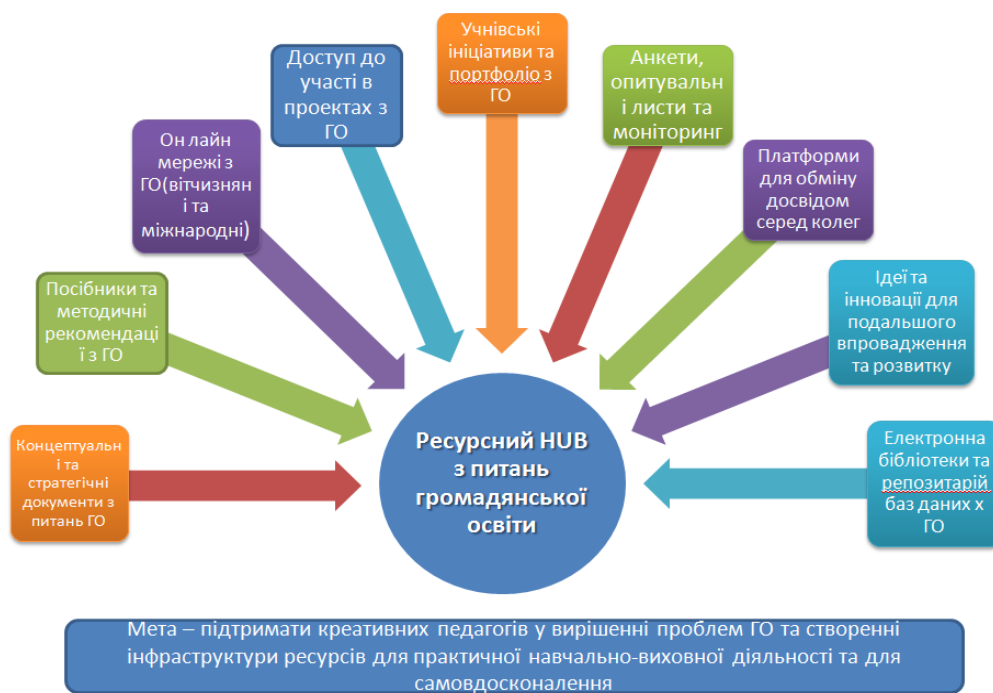 Учнівські
ініціативи та
портфоліо з
ГО
Доступ до
участі в
проектах з
ГО
Анкети,
опитувальн
і листи та
моніторинг
Он лайн
мережі з
ГО(вітчизнян
і та
міжнародні)
Платформи
для обміну
досвідом
серед колег
Посібники та
методичні
рекомендаці
ї з ГО
Ідеї та
інновації для
подальшого
впровадження
та розвитку
Концептуальн
і та
стратегічні
документи з
питань ГО
Ресурсний HUB
з питань
громадянської
освіти
Електронна
бібліотеки та
репозитарій
баз даних х
ГО
Мета – підтримати креативних педагогів у вирішенні проблем ГО та створенні
інфраструктури ресурсів для практичної навчально-виховної діяльності та для
самовдосконалення